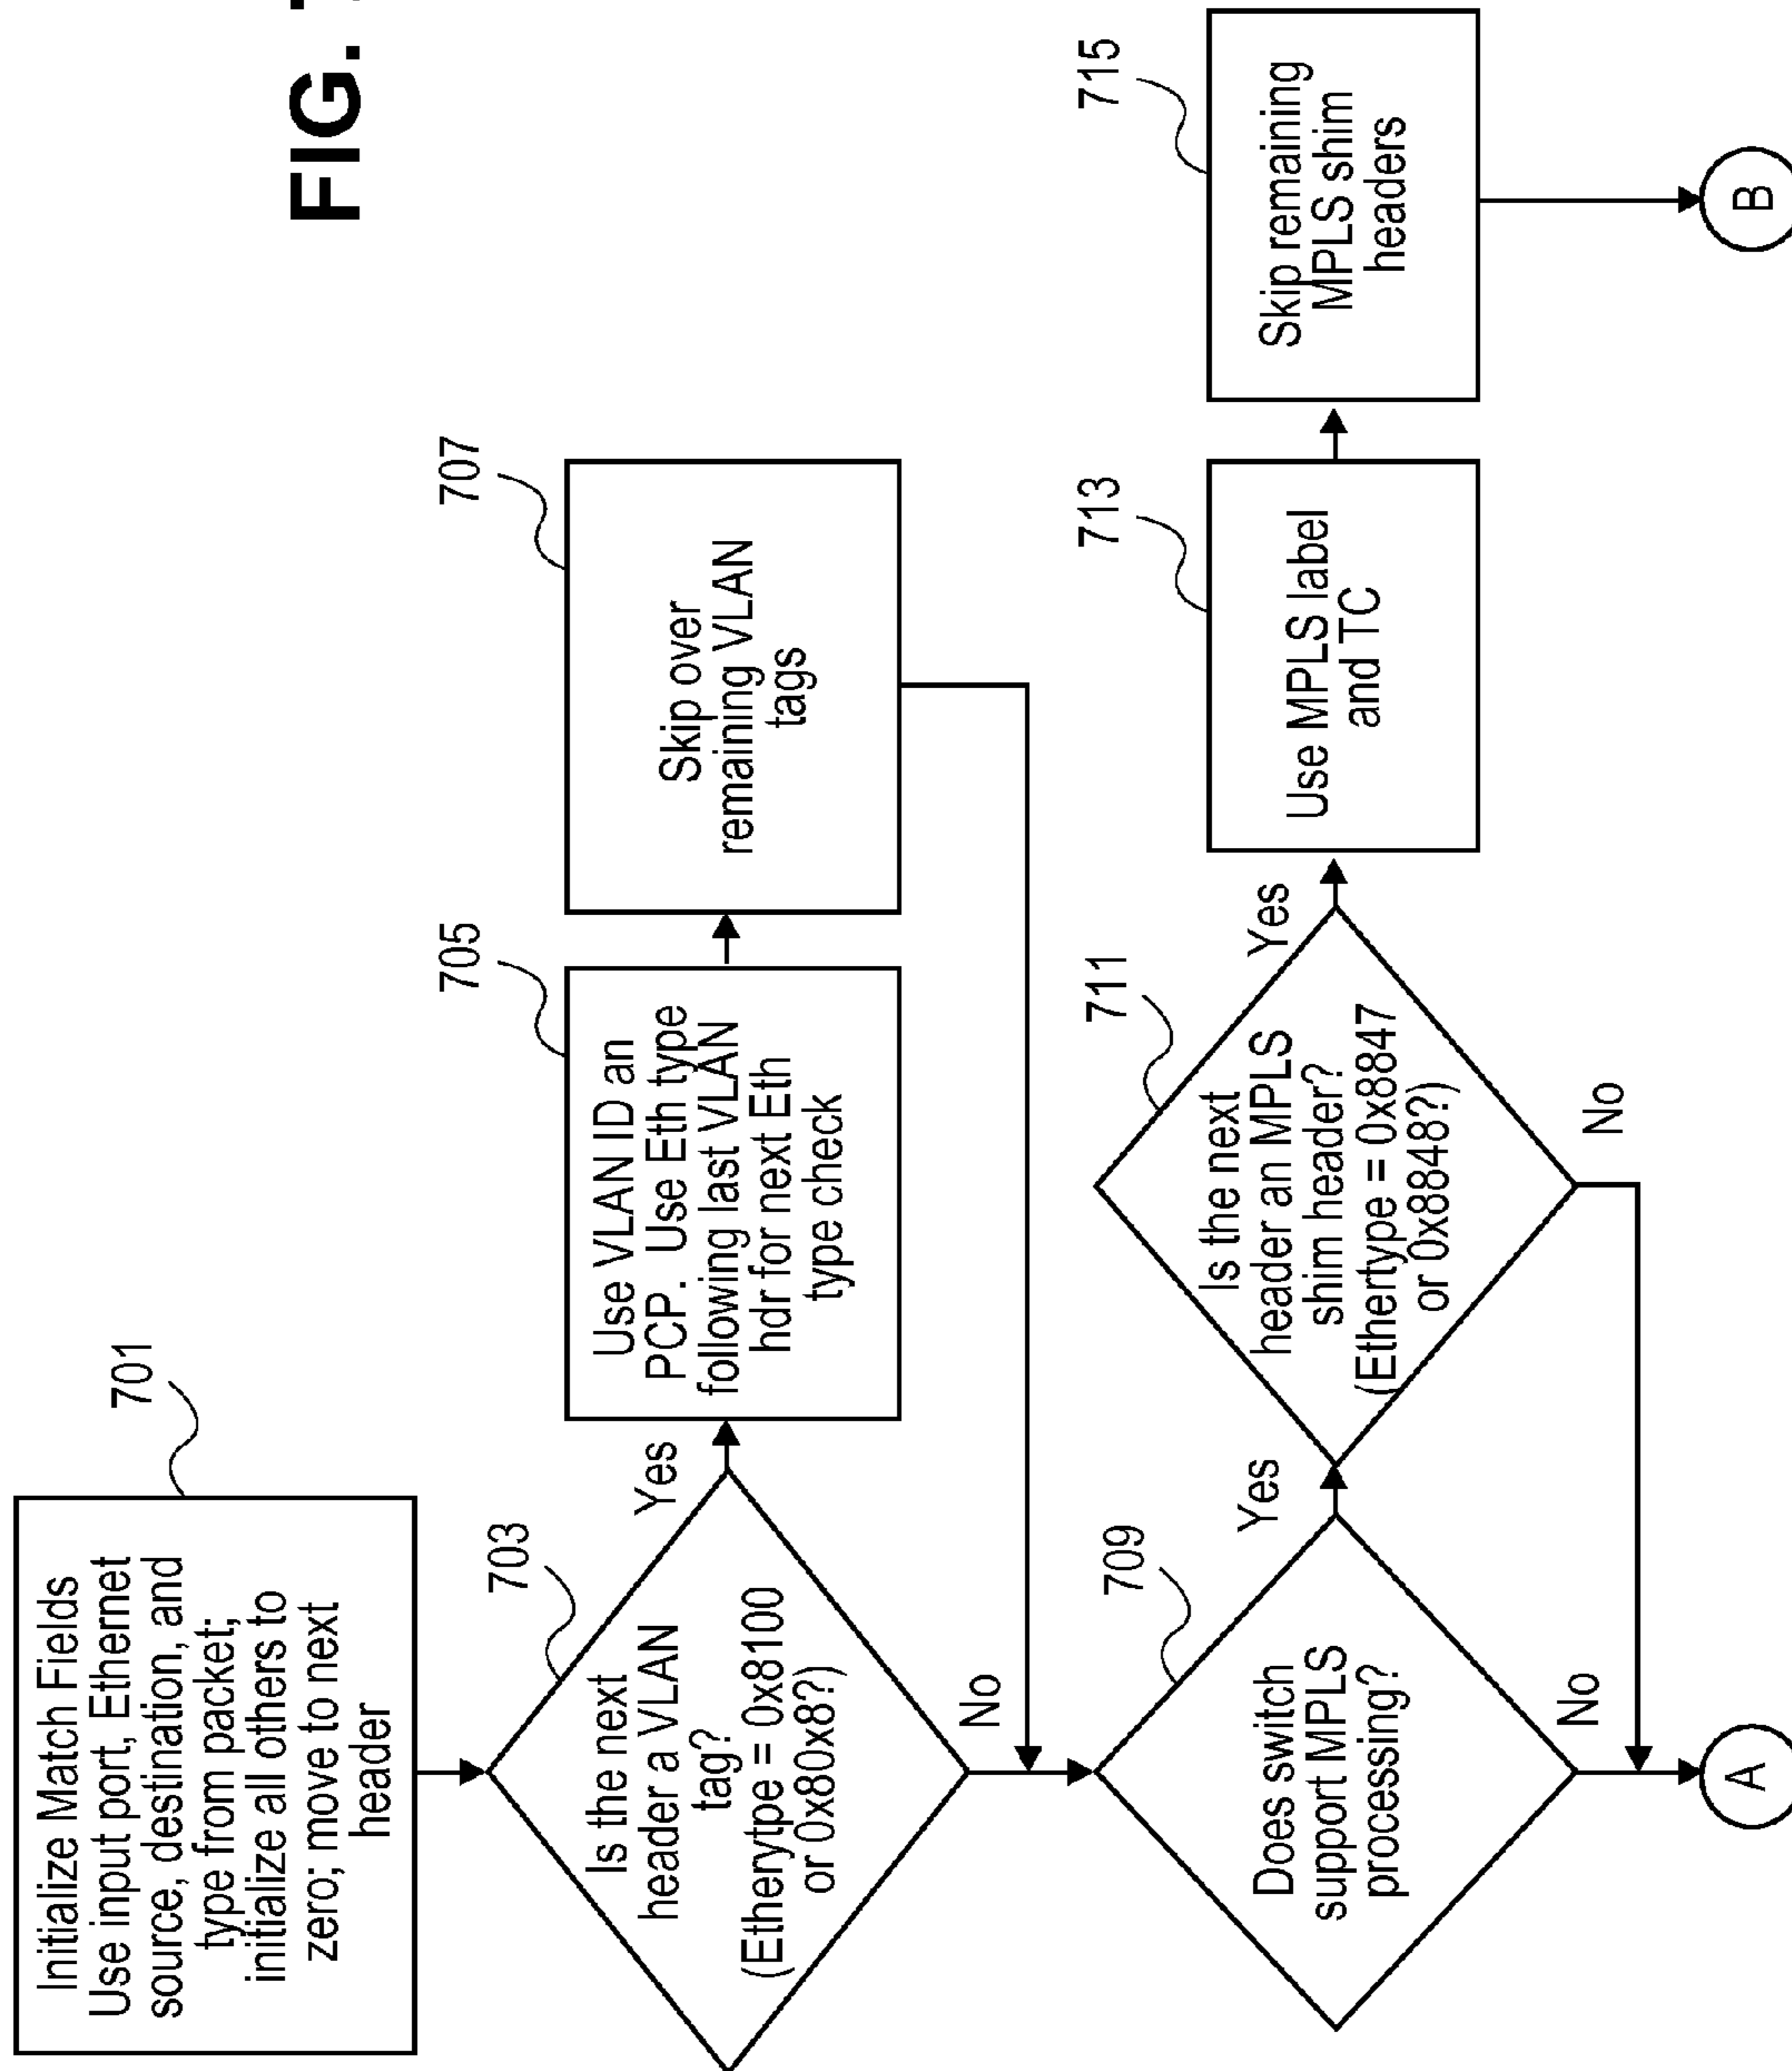 FIG.
701
Initialize Match Fields
Use input port, Ethernet
source, destination, and
type from packet;
initialize all others to
zero; move to next
header
703
Is the next
header a VLAN
tag?
(Etherytpe = 0x8100
or 0x80x8?)
Yes
No
705
Use VLAN ID an
PCP. Use Eth type
following last VLAN
hdr for next Eth
type check
707
Skip over
remaining VLAN
tags
709
Does switch
support MPLS
processing?
Yes
No
711
Is the next
header an MPLS
shim header?
(Ethertype = 0x8847
or 0x8848??)
Yes
No
713
Use MPLS label
and TC
715
Skip remaining
MPLS shim
headers
A
B